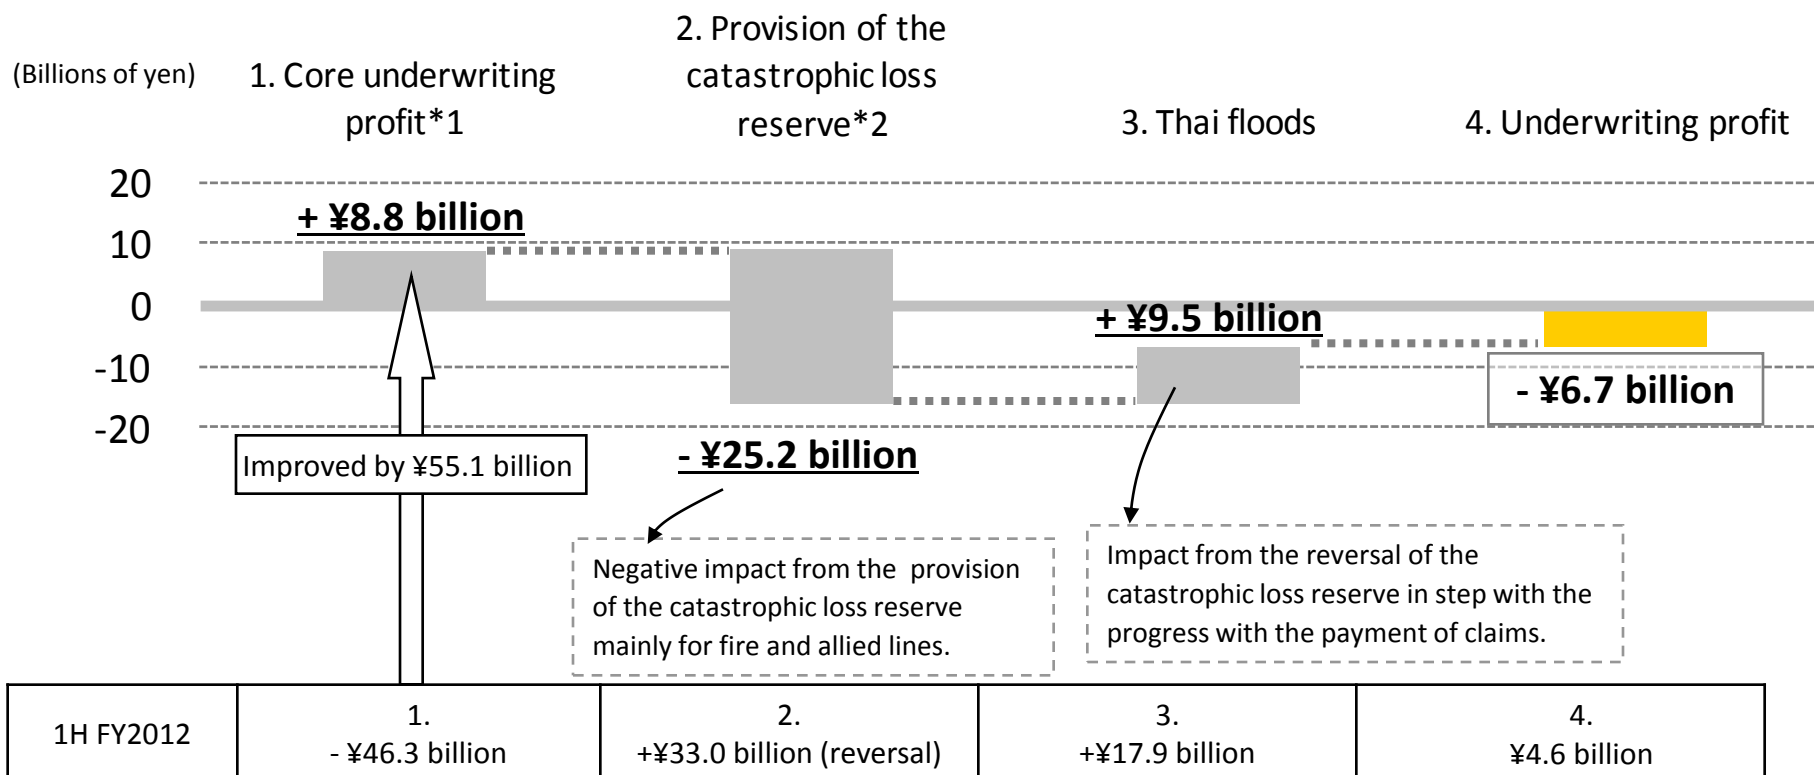 (Billions of yen)
1. Core underwriting
profit*1
2. Provision of the
catastrophic loss
reserve*2
3. Thai floods
4. Underwriting profit
20
10
0
-10
-20
+ ¥8.8 billion
+ ¥9.5 billion
- ¥6.7 billion
Improved by ¥55.1 billion
- ¥25.2 billion
Negative impact from the provision
of the catastrophic loss reserve
mainly for fire and allied lines.
Impact from the reversal of the
catastrophic loss reserve in step with the
progress with the payment of claims.
1H FY2012
1.
- ¥46.3 billion
2.
+¥33.0 billion (reversal)
3.
+¥17.9 billion
4.
¥4.6 billion